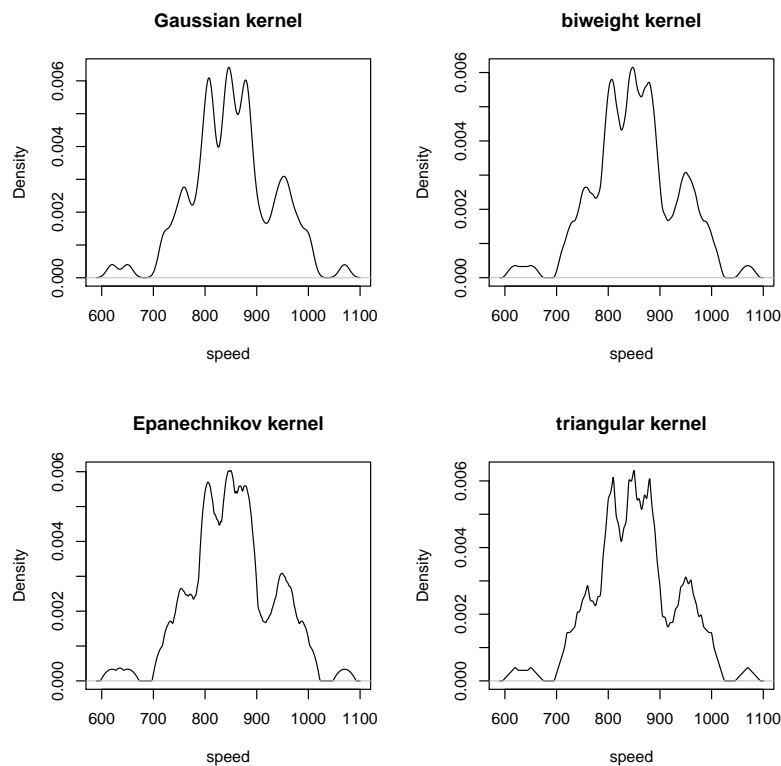 Gaussian kernel
Density
0.000 0.002 0.004 0.006
600 700 800 900 1000 1100
speed
biweight kernel
Density
0.000 0.002 0.004 0.006
600 700 800 900 1000 1100
speed
Epanechnikov kernel
Density
0.000 0.002 0.004 0.006
600 700 800 900 1000 1100
speed
triangular kernel
Density
0.000 0.002 0.004 0.006
600 700 800 900 1000 1100
speed